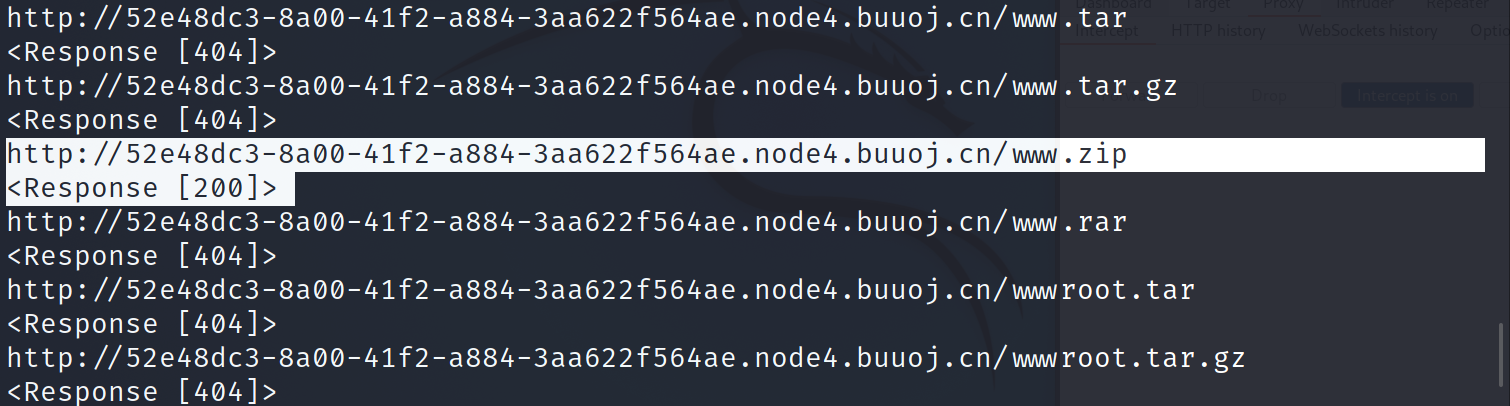 http://52e48dc3-8a00-41f2-a884-3aa622f564ae.node4.buuoj.cn/www.tar
<Response [404]>
http://52e48dc3-8a00-41f2-a884-3aa622f564ae.node4.buuoj.cn/www.tar.gz
<Response [404]>
http://52e48dc3-8a00-41f2-a884-3aa622f564ae.node4.buuoj.cn/www.zip
<Response [200]>
http://52e48dc3-8a00-41f2-a884-3aa622f564ae.node4.buuoj.cn/www.rar
<Response [404]>
http://52e48dc3-8a00-41f2-a884-3aa622f564ae.node4.buuoj.cn/wwwroot.tar
<Response [404]>
http://52e48dc3-8a00-41f2-a884-3aa622f564ae.node4.buuoj.cn/wwwroot.tar.gz
<Response [404]>
Dashboard Target Proxy Intruder Repeater
Intercept HTTP history WebSockets history
Drop Intercept is on